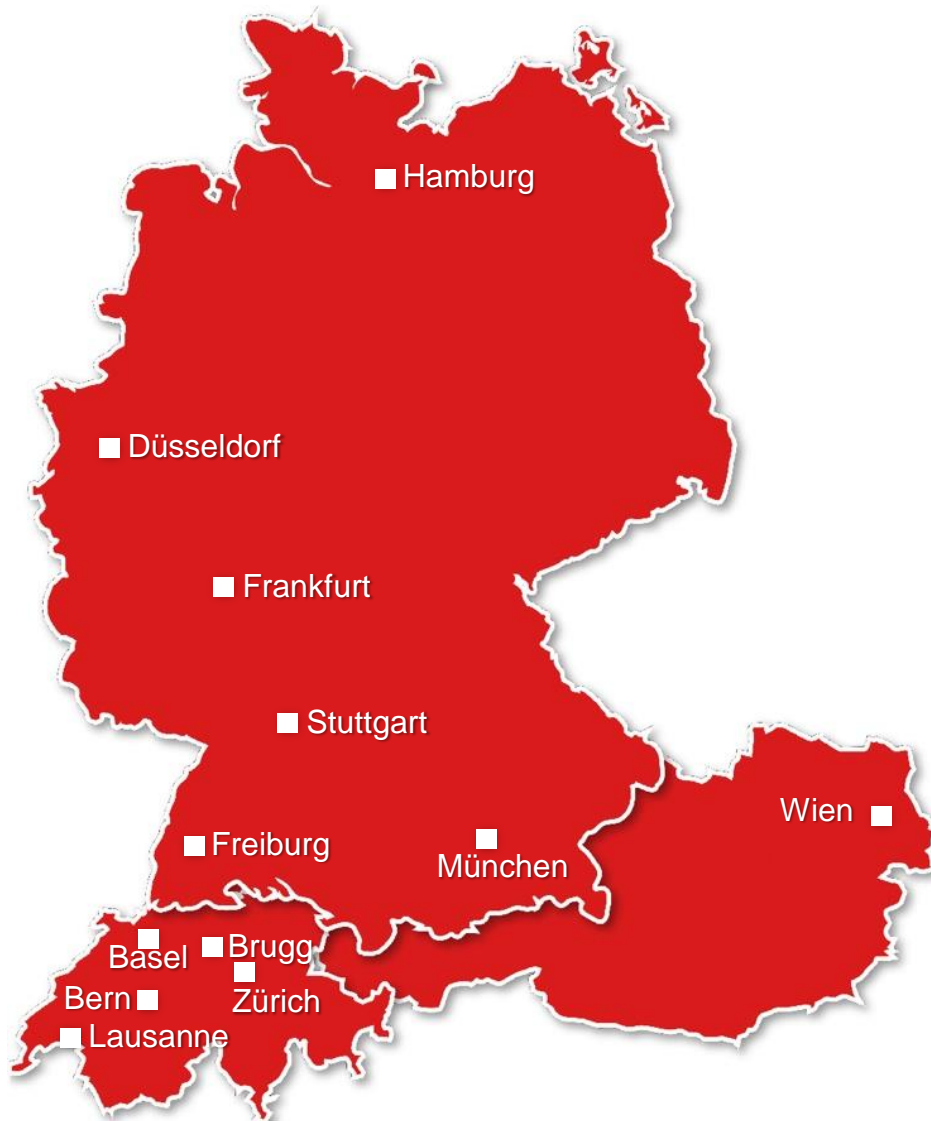 Hamburg
Düsseldorf
Frankfurt
Stuttgart
Wien
Freiburg
München
Basel
Brugg
Bern
Zürich
Lausanne